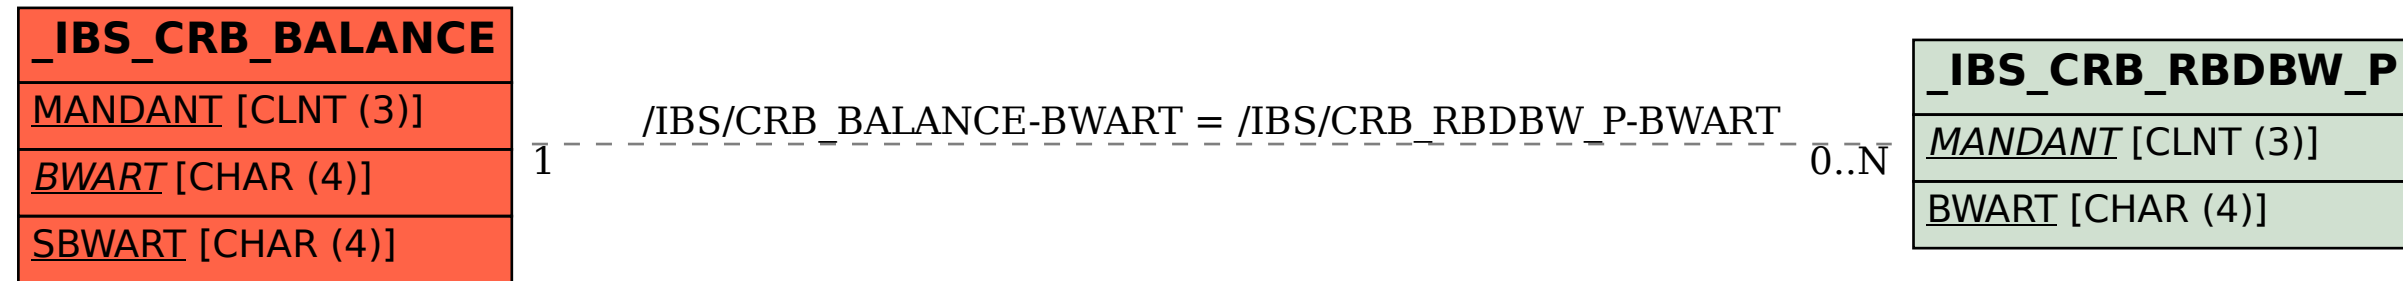 _IBS_CRB_BALANCE
MANDANT [CLNT (3)]
BWART [CHAR (4)]
SBWART [CHAR (4)]
/IBS/CRB_BALANCE-BWART = /IBS/CRB_RBDBW_P-BWART
1
0..N
_IBS_CRB_RBDBW_P
MANDANT [CLNT (3)]
BWART [CHAR (4)]